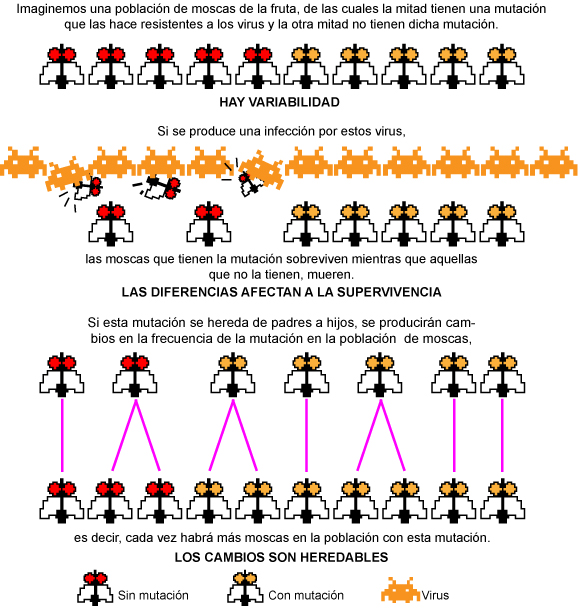 Imaginemos una población de moscas de la fruta, de las cuales la mitad tienen una mutación
que las hace resistentes a los virus y la otra mitad no tienen dicha mutación.
HAY VARIABILIDAD
Si se produce una infección por estos virus,
las moscas que tienen la mutación sobreviven mientras que aquellas
que no la tienen, mueren.
LAS DIFERENCIAS AFECTAN A LA SUPERVIVENCIA
Si esta mutación se hereda de padres a hijos, se producirán cam-
bios en la frecuencia de la mutación en la población de moscas,
es decir, cada vez habrá más moscas en la población con esta mutación.
LOS CAMBIOS SON HEREDABLES
Sin mutación
Con mutación
Virus